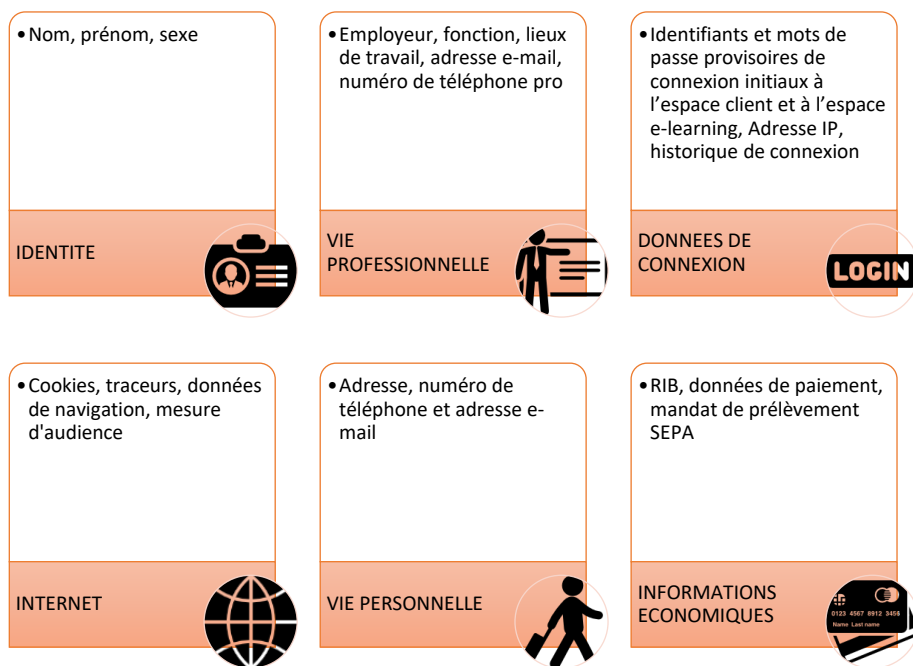 •Nom, prénom, sexe
IDENTITE
•Employeur, fonction, lieux
de travail, adresse e-mail,
numéro de téléphone pro
VIE
PROFESSIONNELLE
•Identifiants et mots de
passe provisoires de
connexion initiaux à
l’espace client et à l’espace
e-learning, Adresse IP,
historique de connexion
DONNEES DE
CONNEXION
LOGIN
•Cookies, traceurs, données
de navigation, mesure
d'audience
INTERNET
•Adresse, numéro de
téléphone et adresse e-
mail
VIE PERSONNELLE
•RIB, données de paiement,
mandat de prélèvement
SEPA
INFORMATIONS
ECONOMIQUES
0123 4567 8912 3456
Name Last name